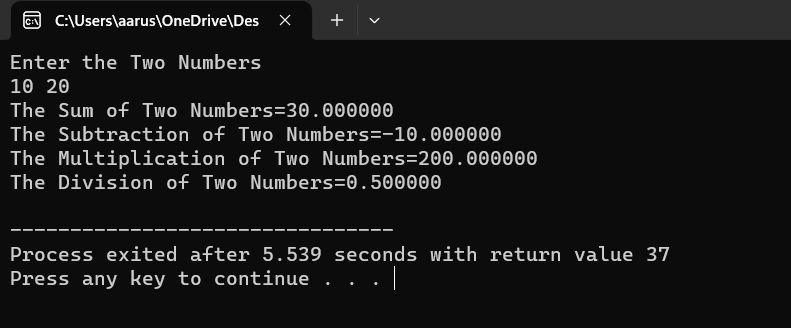 C:\Users\aarus\OneDrive\Des
Enter the Two Numbers
10 20
The Sum of Two Numbers=30.000000
The Subtraction of Two Numbers=-10.000000
The Multiplication of Two Numbers=200.000000
The Division of Two Numbers=0.500000
--------------------------------
Process exited after 5.539 seconds with return value 37
Press any key to continue . . .